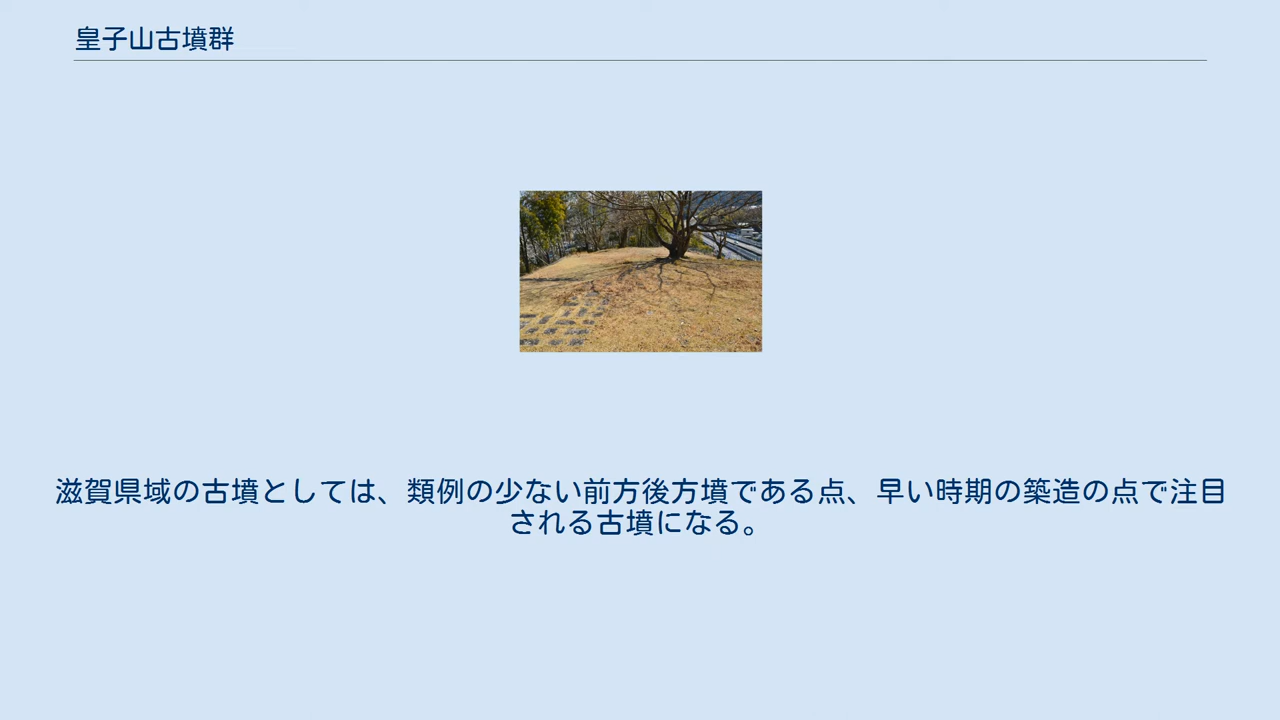 皇子山古墳群
滋賀県域の古墳としては、類例の少ない前方後方墳である点、早い時期の築造の点で注目
される古墳になる。